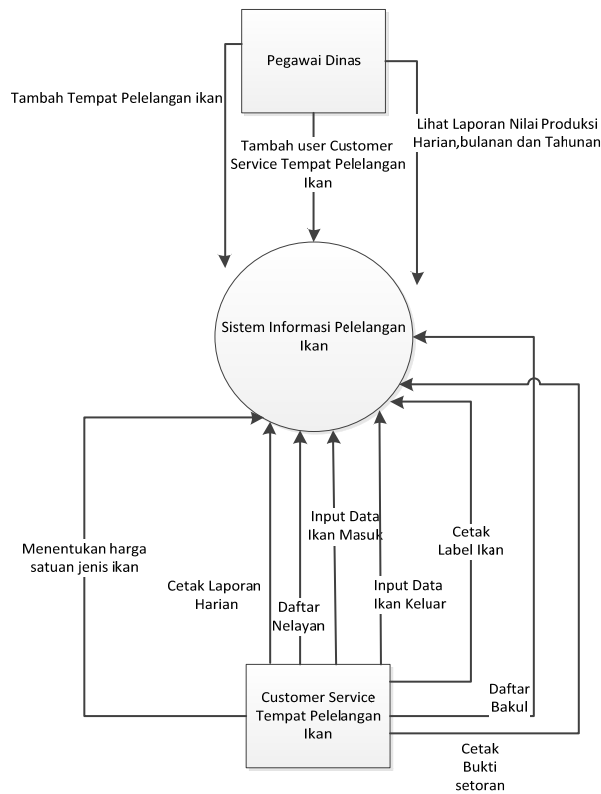 Pegawai Dinas
Tambah Tempat Pelelangan ikan
Tambah user Customer
Service Tempat Pelelangan
Ikan
Lihat Laporan Nilai Produksi
Harian,bulanan dan Tahunan
Sistem Informasi Pelelangan
Ikan
Menentukan harga
satuan jenis ikan
Cetak Laporan
Harian
Daftar
Nelayan
Input Data
Ikan Masuk
Input Data
Ikan Keluar
Cetak
Label Ikan
Daftar
Bakul
Cetak
Bukti
setoran
Customer Service
Tempat Pelelangan
Ikan